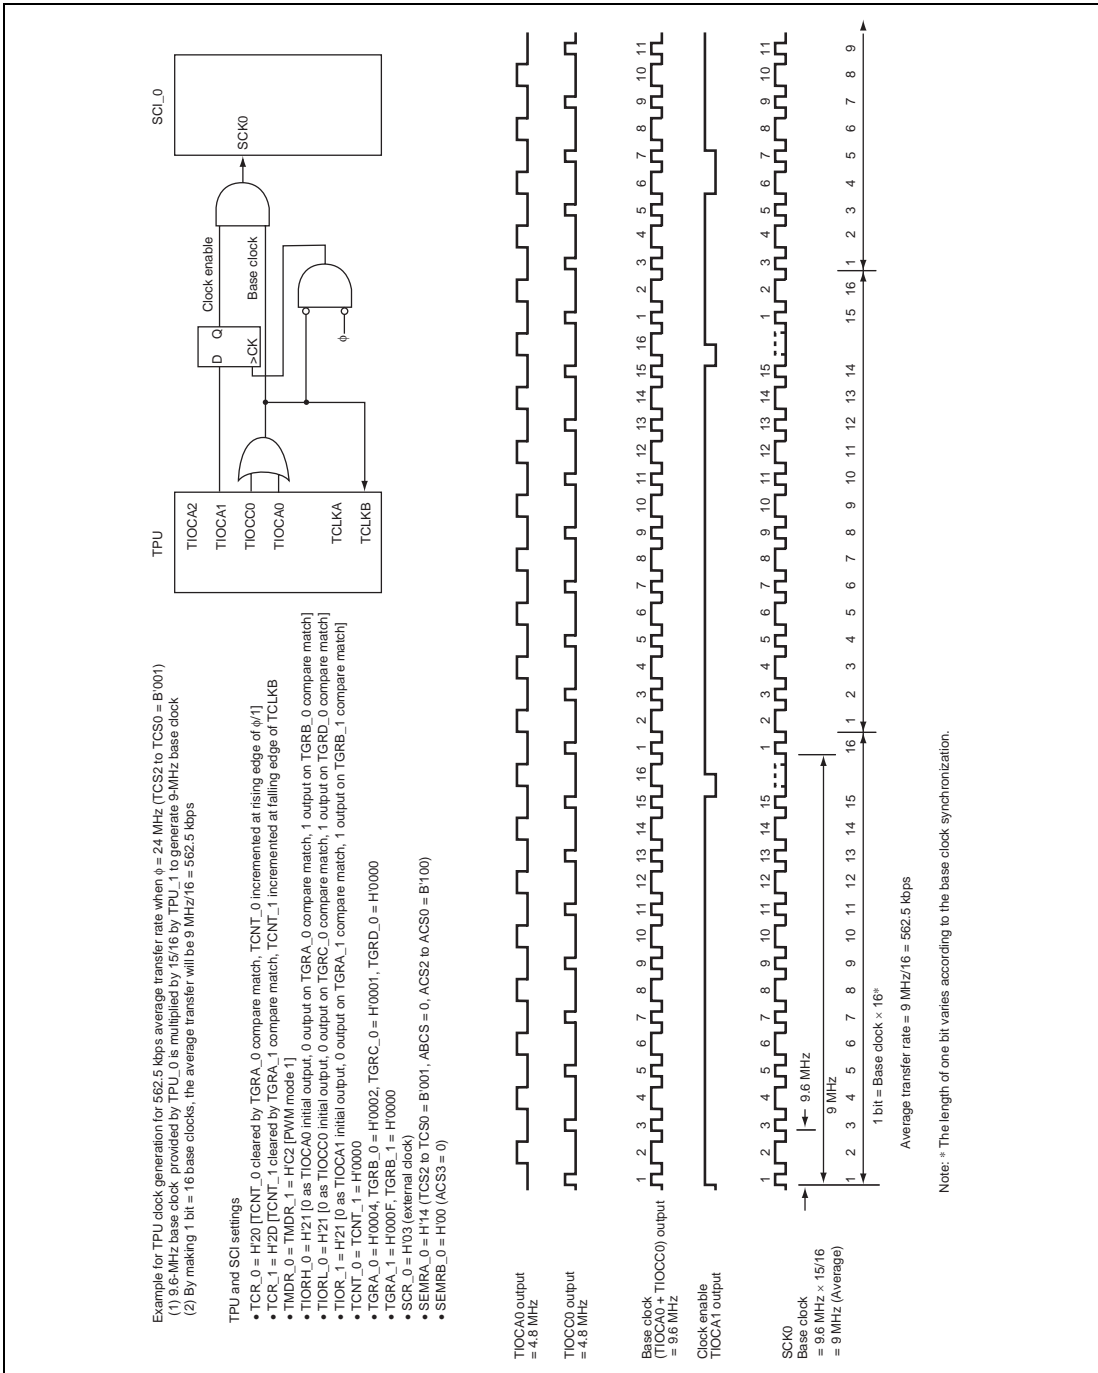 Example for TPU clock generation for 562.5 kbps average transfer rate when ϕ = 24 MHz (TCS2 to TCS0 = B'001)
(1) 9.6-MHz base clock provided by TPU_0 is multiplied by 15/16 by TPU_1 to generate 9-MHz base clock
(2) By making 1 bit = 16 base clocks, the average transfer will be 9 MHz/16 = 562.5 kbps
TPU and SCI settings
• TCR_0 = H'20 [TCNT_0 cleared by TGRA_0 compare match, TCNT_0 incremented at rising edge of ϕ/1]
• TCR_1 = H'2D [TCNT_1 cleared by TGRA_1 compare match, TCNT_1 incremented at falling edge of TCLKB
• TMDR_0 = TMDR_1 = H'C2 [PWM mode 1]
• TIORH_0 = H'21 [0 as TIOCA0 initial output, 0 output on TGRA_0 compare match, 1 output on TGRB_0 compare match]
• TIORL_0 = H'21 [0 as TIOCC0 initial output, 0 output on TGRC_0 compare match, 1 output on TGRD_0 compare match]
• TIOR_1 = H'21 [0 as TIOCA1 initial output, 0 output on TGRA_1 compare match, 1 output on TGRB_1 compare match]
• TCNT_0 = TCNT_1 = H'0000
• TGRA_0 = H'0004, TGRB_0 = H'0002, TGRC_0 = H'0001, TGRD_0 = H'0000
• TGRA_1 = H'000F, TGRB_1 = H'0000
• SCR_0 = H'03 (external clock)
• SEMRA_0 = H'14 (TCS2 to TCS0 = B'001, ABCS = 0, ACS2 to ACS0 = B'100)
• SEMRB_0 = H'00 (ACS3 = 0)
TPU
TIOCA2
TIOCA1
TIOCC0
TIOCA0
TCLKA
TCLKB
D Q
>CK
Clock enable
Base clock
ϕ
SCI_0
SCK0
TIOCA0 output
= 4.8 MHz
TIOCC0 output
= 4.8 MHz
Base clock
(TIOCA0 + TIOCC0) output
= 9.6 MHz
1 2 3 4 5 6 7 8 9 10 11 12 13 14 15 16 1 2 3 4 5 6 7 8 9 10 11 12 13 14 15 16 1 2 3 4 5 6 7 8 9 10 11
Clock enable
TIOCA1 output
SCK0
Base clock
= 9.6 MHz × 15/16
= 9 MHz (Average)
1 2 3 4 5 6 7 8 9 10 11 12 13 14 15 1 2 3 4 5 6 7 8 9 10 11 12 13 14 15 1 2 3 4 5 6 7 8 9 10 11
9.6 MHz
9 MHz
1 2 3 4 5 6 7 8 9 10 11 12 13 14 15 16 1 2 3 4 5 6 7 8 9 10 11 12 13 14 15 16 1 2 3 4 5 6 7 8 9
1 bit = Base clock × 16*
Average transfer rate = 9 MHz/16 = 562.5 kbps
Note: * The length of one bit varies according to the base clock synchronization.